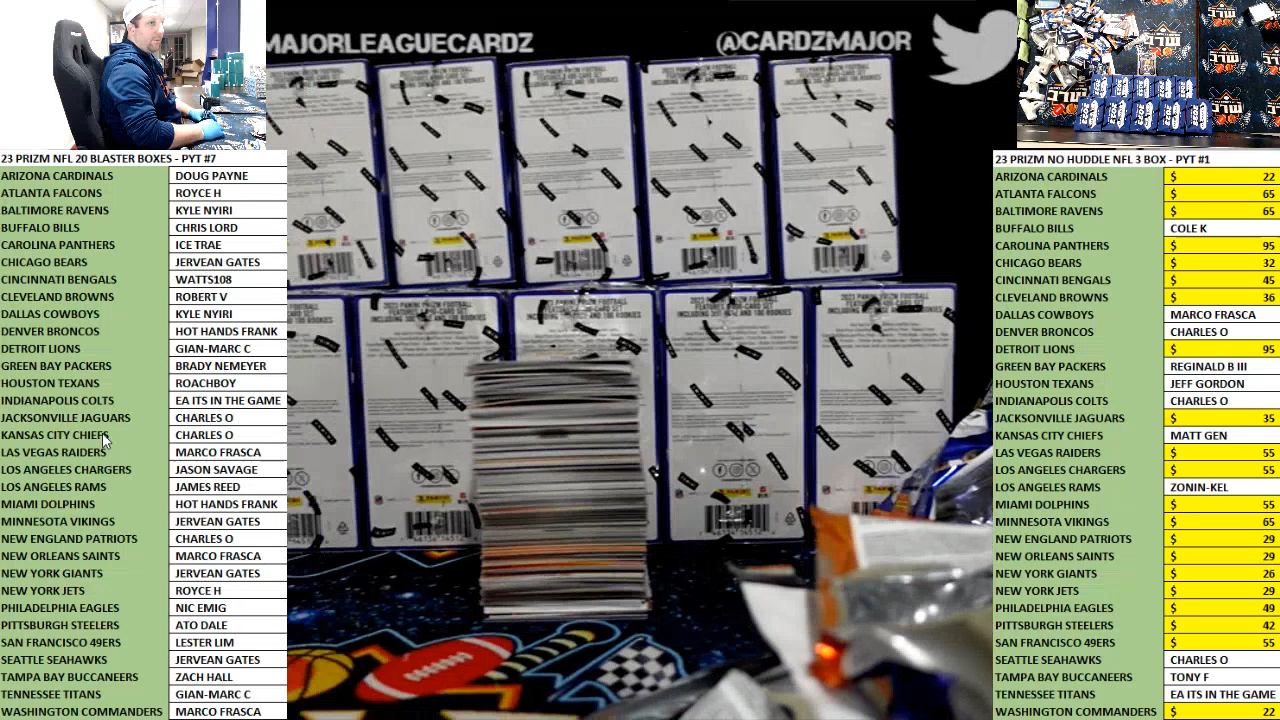 MAJORLEAGUECARDZ
@CARDZMAJOR
23 PRIZM NFL 20 BLASTER BOXES - PYT #7
ARIZONA CARDINALS DOUG PAYNE
ATLANTA FALCONS ROYCE H
BALTIMORE RAVENS KYLE NYIRI
BUFFALO BILLS CHRIS LORD
CAROLINA PANTHERS ICE TRAE
CHICAGO BEARS JERVEAN GATES
CINCINNATI BENGALS WATTS108
CLEVELAND BROWNS ROBERT V
DALLAS COWBOYS KYLE NYIRI
DENVER BRONCOS HOT HANDS FRANK
DETROIT LIONS GIAN-MARC C
GREEN BAY PACKERS BRADY NEMEYER
HOUSTON TEXANS ROACHBOY
INDIANAPOLIS COLTS EA ITS IN THE GAME
JACKSONVILLE JAGUARS CHARLES O
KANSAS CITY CHIEFS CHARLES O
LAS VEGAS RAIDERS MARCO FRASCA
LOS ANGELES CHARGERS JASON SAVAGE
LOS ANGELES RAMS JAMES REED
MIAMI DOLPHINS HOT HANDS FRANK
MINNESOTA VIKINGS JERVEAN GATES
NEW ENGLAND PATRIOTS CHARLES O
NEW ORLEANS SAINTS MARCO FRASCA
NEW YORK GIANTS JERVEAN GATES
NEW YORK JETS ROYCE H
PHILADELPHIA EAGLES NIC EMIG
PITTSBURGH STEELERS ATO DALE
SAN FRANCISCO 49ERS LESTER LIM
SEATTLE SEAHAWKS JERVEAN GATES
TAMPA BAY BUCCANEERS ZACH HALL
TENNESSEE TITANS GIAN-MARC C
WASHINGTON COMMANDERS MARCO FRASCA
23 PRIZM NO HUDDLE NFL 3 BOX - PYT #1
ARIZONA CARDINALS $ 22
ATLANTA FALCONS $ 65
BALTIMORE RAVENS $ 65
BUFFALO BILLS COLE K
CAROLINA PANTHERS $ 95
CHICAGO BEARS $ 32
CINCINNATI BENGALS $ 45
CLEVELAND BROWNS $ 36
DALLAS COWBOYS MARCO FRASCA
DENVER BRONCOS CHARLES O
DETROIT LIONS $ 95
GREEN BAY PACKERS REGINALD B III
HOUSTON TEXANS JEFF GORDON
INDIANAPOLIS COLTS CHARLES O
JACKSONVILLE JAGUARS $ 35
KANSAS CITY CHIEFS MATT GEN
LAS VEGAS RAIDERS $ 55
LOS ANGELES CHARGERS $ 55
LOS ANGELES RAMS ZONIN-KEL
MIAMI DOLPHINS $ 55
MINNESOTA VIKINGS $ 65
NEW ENGLAND PATRIOTS $ 29
NEW ORLEANS SAINTS $ 29
NEW YORK GIANTS $ 26
NEW YORK JETS $ 29
PHILADELPHIA EAGLES $ 49
PITTSBURGH STEELERS $ 42
SAN FRANCISCO 49ERS $ 55
SEATTLE SEAHAWKS CHARLES O
TAMPA BAY BUCCANEERS TONY F
TENNESSEE TITANS EA ITS IN THE GAME
WASHINGTON COMMANDERS $ 22